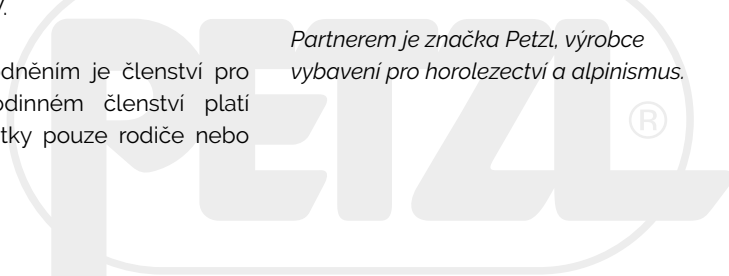 dněním je členství pro
odinném členství platí
tky pouze rodiče nebo
Partnerem je značka Petzl, výrobce
vybavení pro horolezectví a alpinismus.
PETZL ®